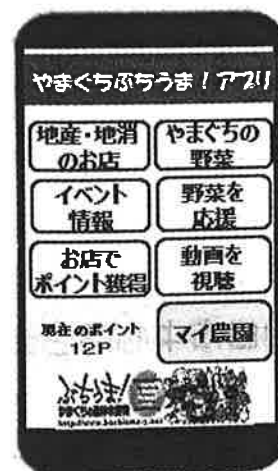 やまぐちぶちうま！アプリ
地産・地消
のお店
やまぐちの
野菜
イベント
情報
野菜を
応援
お店で
ポイント獲得
動画を
視聴
現在のポイント
12P
マイ農園
ぶちうま!